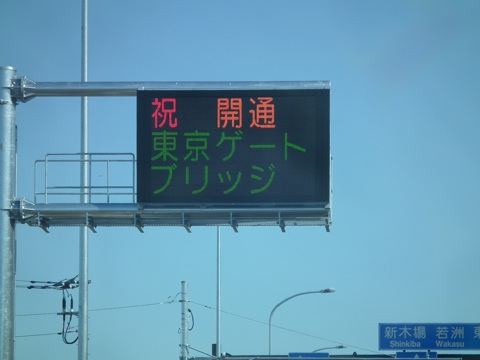 祝　開通
東京ゲート
ブリッジ
新木場 若洲
Shinkiba Wakasu